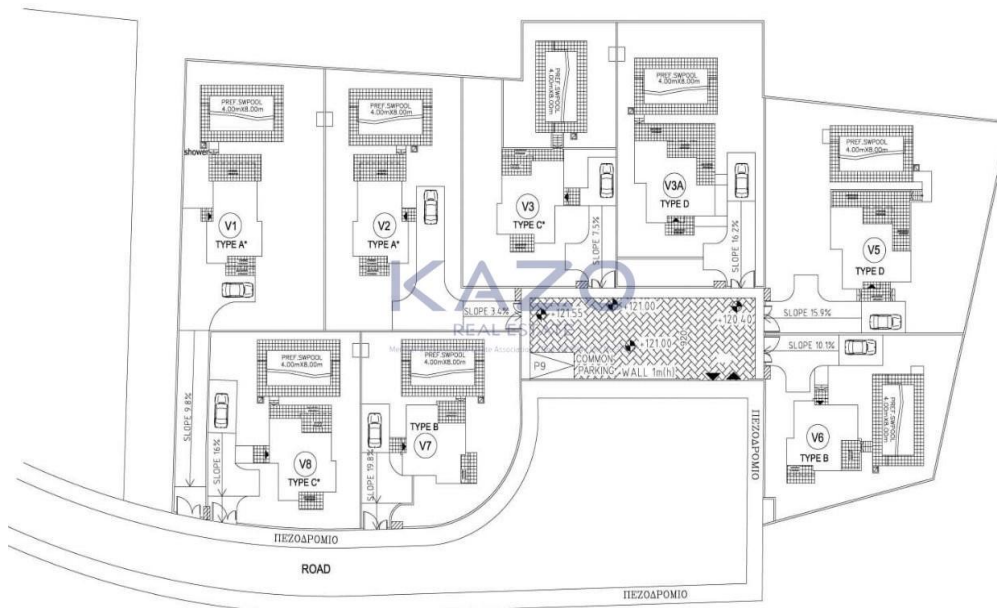 PREF.SWPOOL
4.00mX8.00m
shower
V1
TYPE A*
PREF.SWPOOL
4.00mX8.00m
V2
TYPE A*
PREF.SWPOOL
4.00mX8.00m
V3
TYPE C*
SLOPE 7.5%
PREF.SWPOOL
4.00mX8.00m
V3A
TYPE D
SLOPE 16.2%
PREF.SWPOOL
4.00mX8.00m
V5
TYPE D
SLOPE 15.9%
SLOPE 10.1%
KAZO
REAL ESTATE
SLOPE 3.4%
+121.55
+121.00
+120.40
+121.00
920
P9
COMMON
PARKING
WALL 1m(h)
SLOPE 9.8%
PREF.SWPOOL
4.00mX8.00m
SLOPE 16%
V8
TYPE C*
PREF.SWPOOL
4.00mX8.00m
TYPE B
V7
SLOPE 19.8%
PREF.SWPOOL
4.00mX8.00m
V6
TYPE B
ΠΕΖΟΔΡΟΜΙΟ
ΠΕΖΟΔΡΟΜΙΟ
ROAD
ΠΕΖΟΔΡΟΜΙΟ